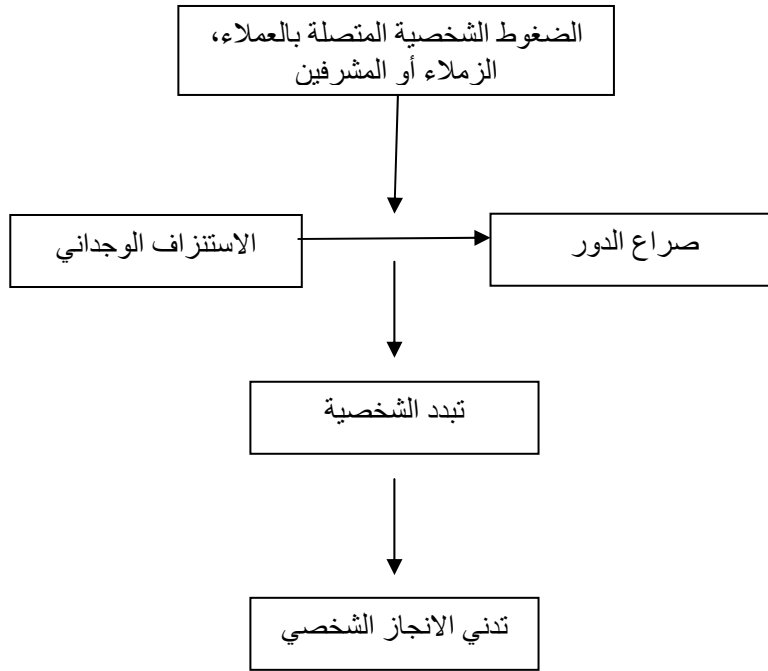 الضغوط الشخصية المتصلة بالعملاء،
الزملاء أو المشرفين
صراع الدور
الاستنزاف الوجداني
تبدد الشخصية
تدني الانجاز الشخصي